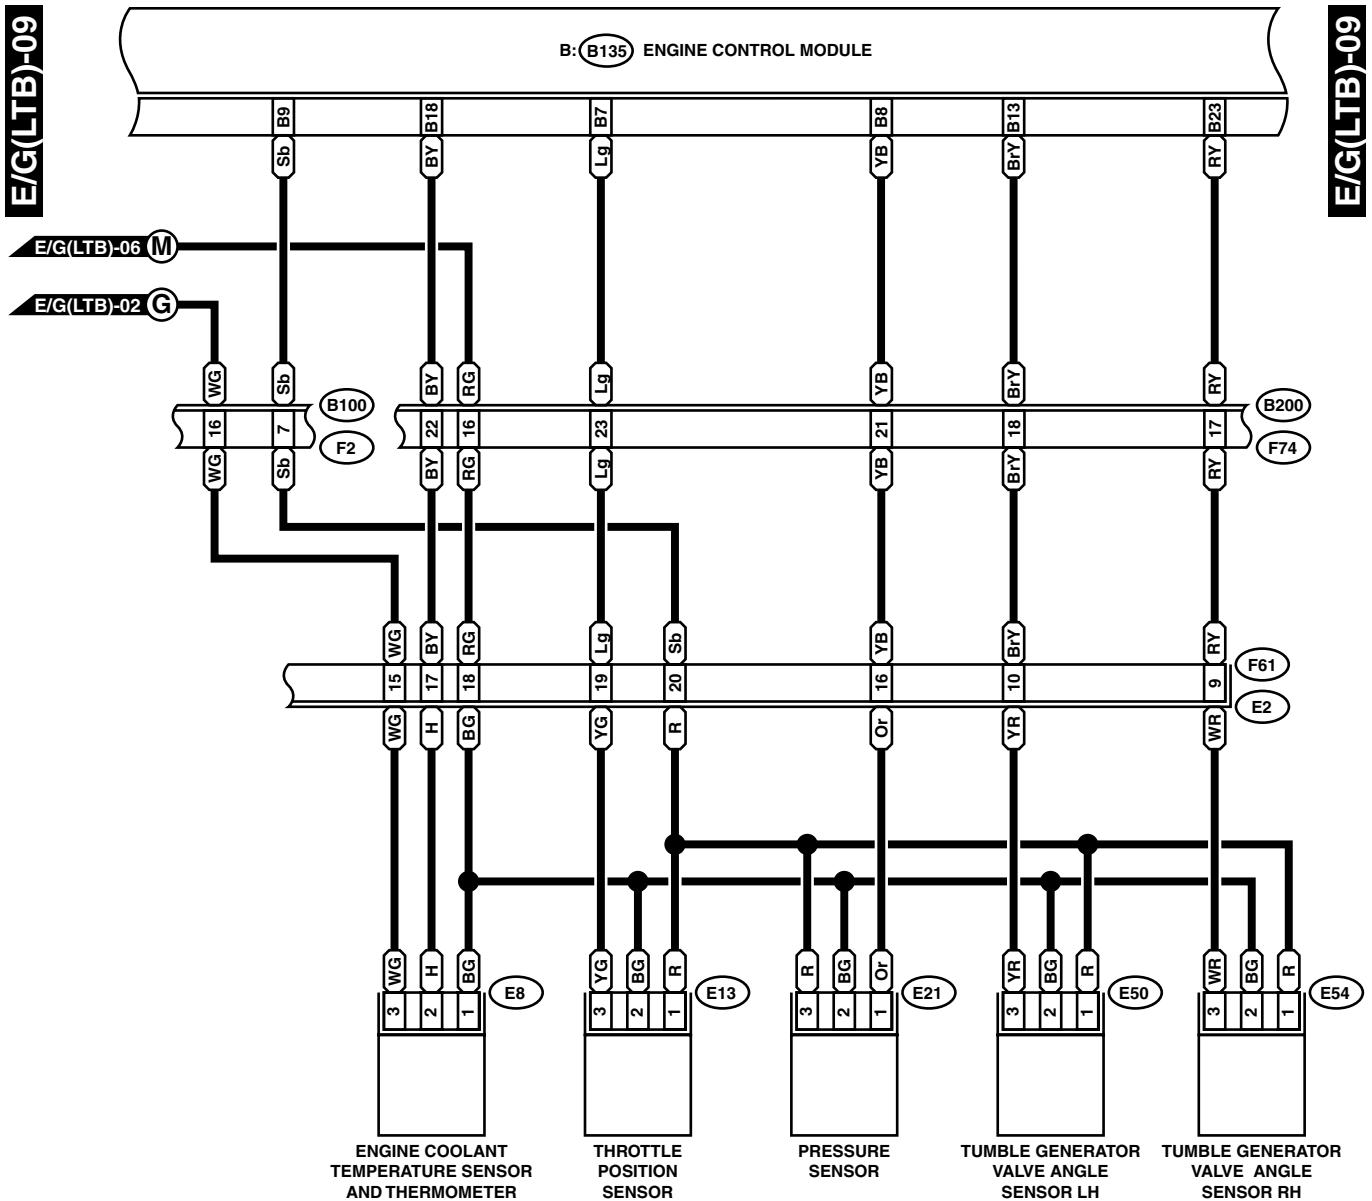 E/G(LTB)-09
E/G(LTB)-09
B: B135 ENGINE CONTROL MODULE
B9 B18 B7 B8 B13 B23
Sb BY Lg YB BrY RY
E/G(LTB)-06 M
E/G(LTB)-02 G
WG Sb BY RG Lg YB BrY RY
B100 B200
16 7 22 16 23 21 18 17
F2 F74
WG Sb BY RG Lg YB BrY RY
WG BY RG Lg Sb YB BrY RY
F61
15 17 18 19 20 16 10 9
E2
WG H BG YG R Or YR WR
WG H BG YG BG R R BG Or YR BG R WR BG R
E8 E13 E21 E50 E54
3 2 1 3 2 1 3 2 1 3 2 1 3 2 1
ENGINE COOLANT
TEMPERATURE SENSOR
AND THERMOMETER
THROTTLE
POSITION
SENSOR
PRESSURE
SENSOR
TUMBLE GENERATOR
VALVE ANGLE
SENSOR LH
TUMBLE GENERATOR
VALVE ANGLE
SENSOR RH